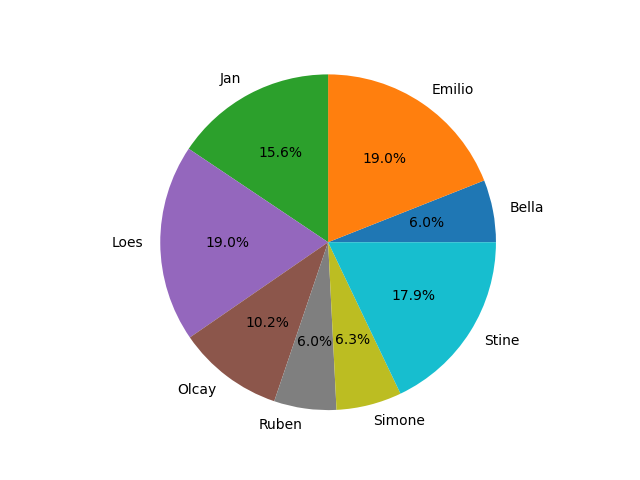 Jan
Emilio
15.6%
19.0%
Bella
6.0%
Loes
19.0%
17.9%
10.2%
6.0%
6.3%
Stine
Olcay
Ruben
Simone